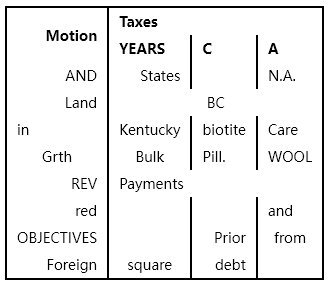 Motion Taxes
YEARS C A
AND States N.A.
Land BC
in Kentucky biotite Care
Grth Bulk Pill. WOOL
REV Payments
red and
OBJECTIVES Prior from
Foreign square debt